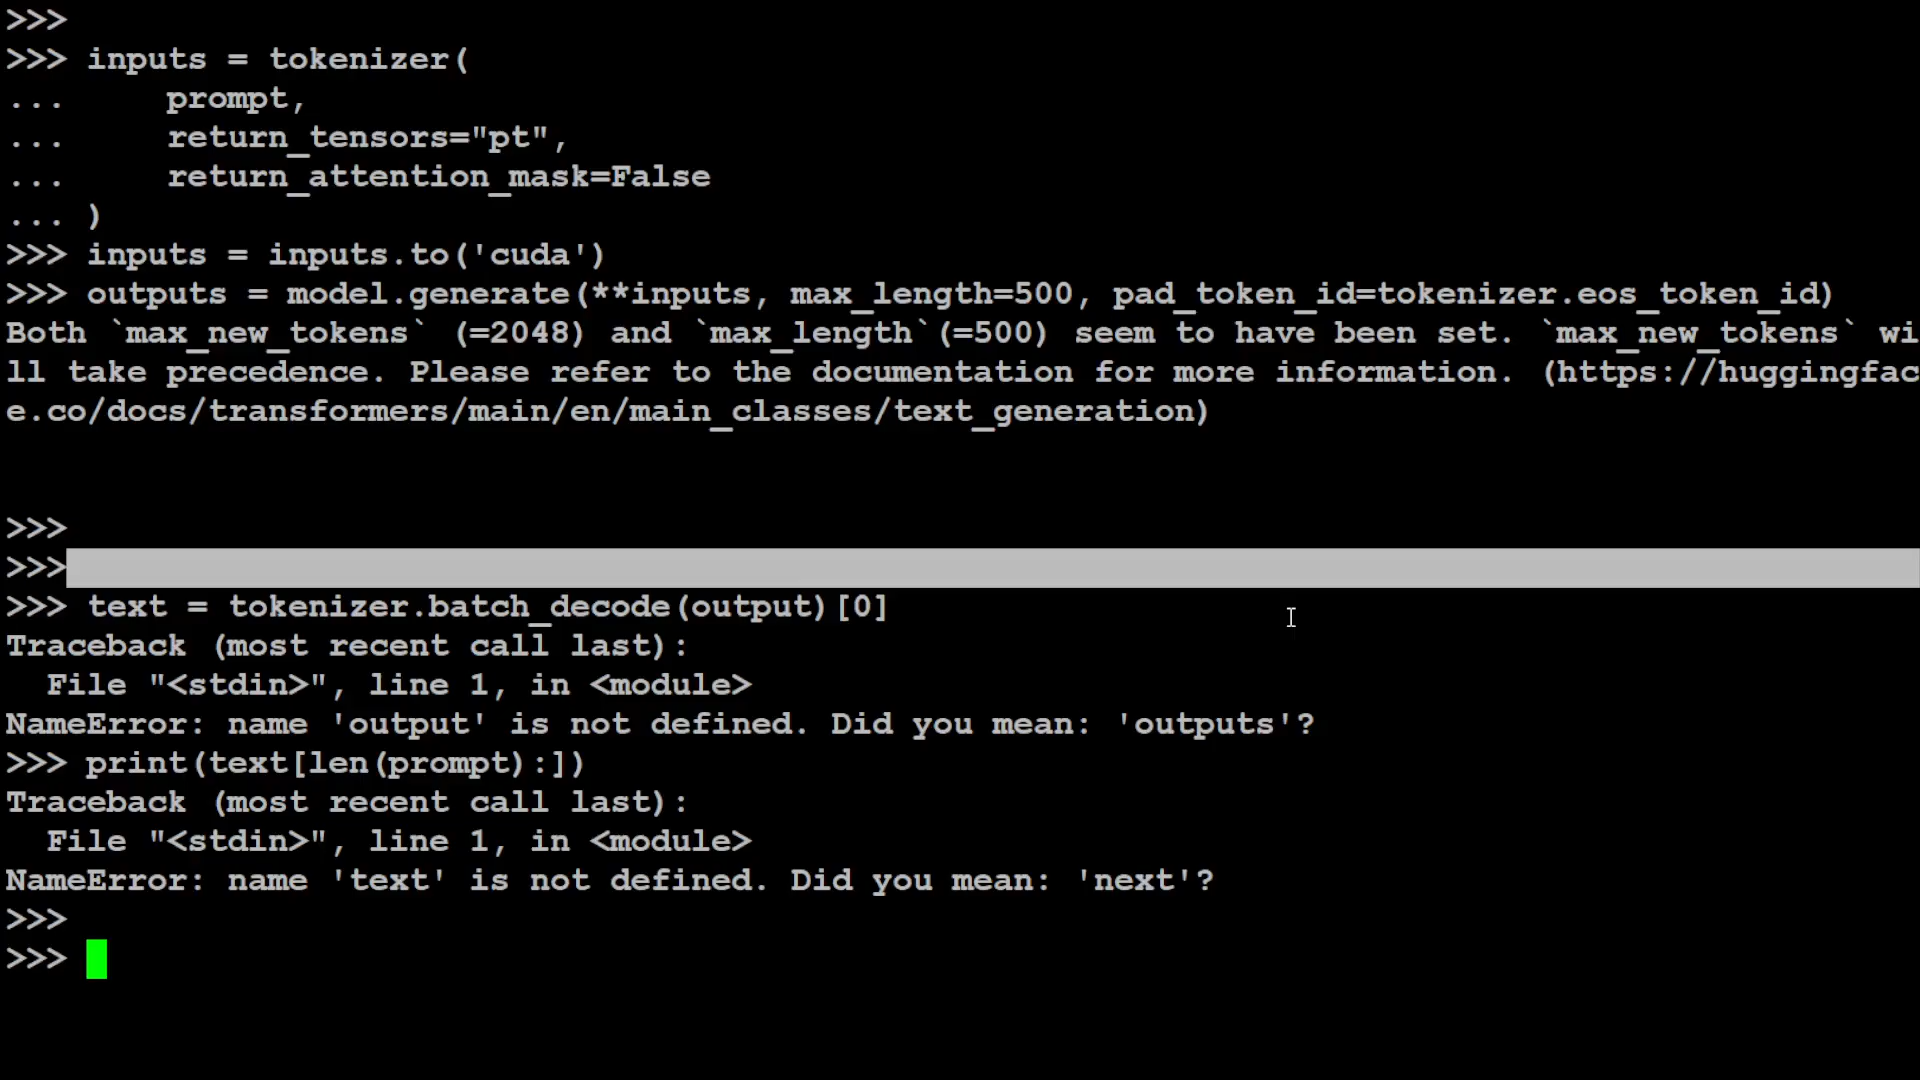 >>>
>>> inputs = tokenizer(
...     prompt,
...     return_tensors="pt",
...     return_attention_mask=False
... )
>>> inputs = inputs.to('cuda')
>>> outputs = model.generate(**inputs, max_length=500, pad_token_id=tokenizer.eos_token_id)
Both `max_new_tokens` (=2048) and `max_length`(=500) seem to have been set. `max_new_tokens` wi
ll take precedence. Please refer to the documentation for more information. (https://huggingfac
e.co/docs/transformers/main/en/main_classes/text_generation)
>>>
>>>
>>> text = tokenizer.batch_decode(output)[0]
Traceback (most recent call last):
  File "<stdin>", line 1, in <module>
NameError: name 'output' is not defined. Did you mean: 'outputs'?
>>> print(text[len(prompt):])
Traceback (most recent call last):
  File "<stdin>", line 1, in <module>
NameError: name 'text' is not defined. Did you mean: 'next'?
>>>
>>>